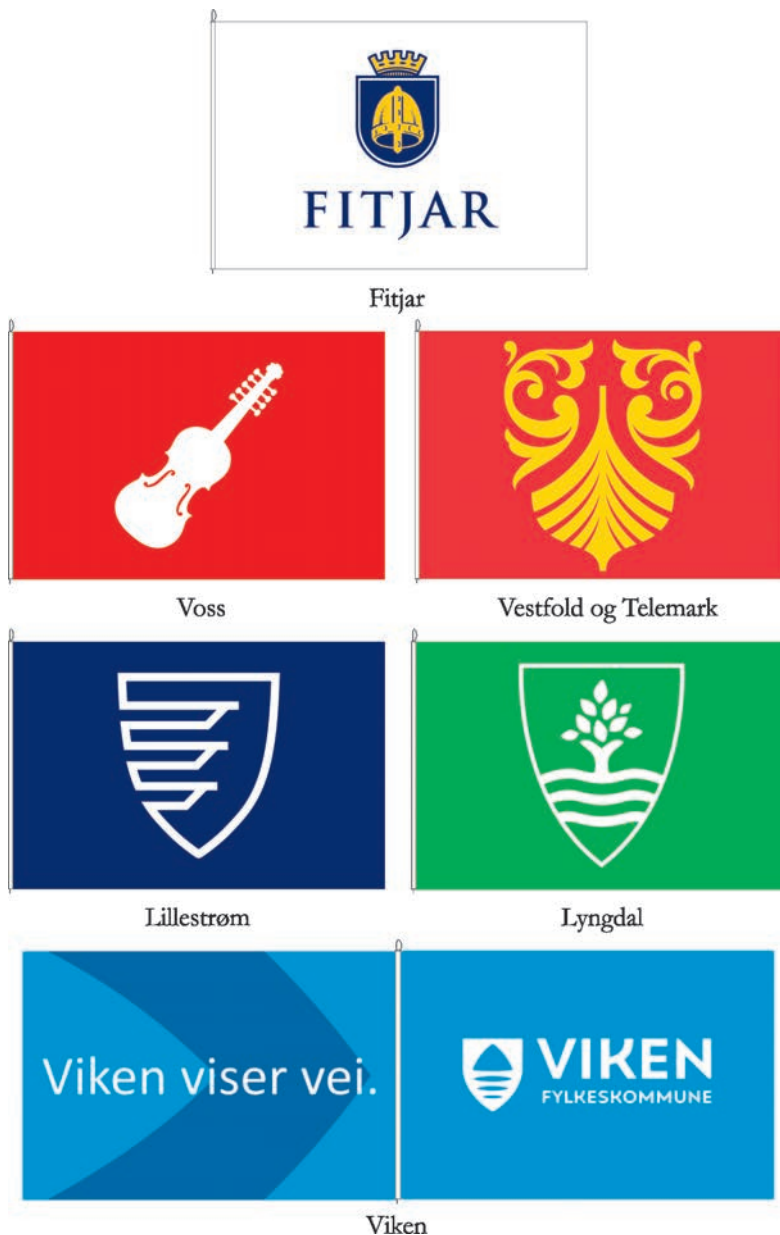 FITJAR
Fitjar
Voss
Vestfold og Telemark
Lillestrøm
Lyngdal
Viken viser vei.
VIKEN
FYLKESKOMMUNE
Viken